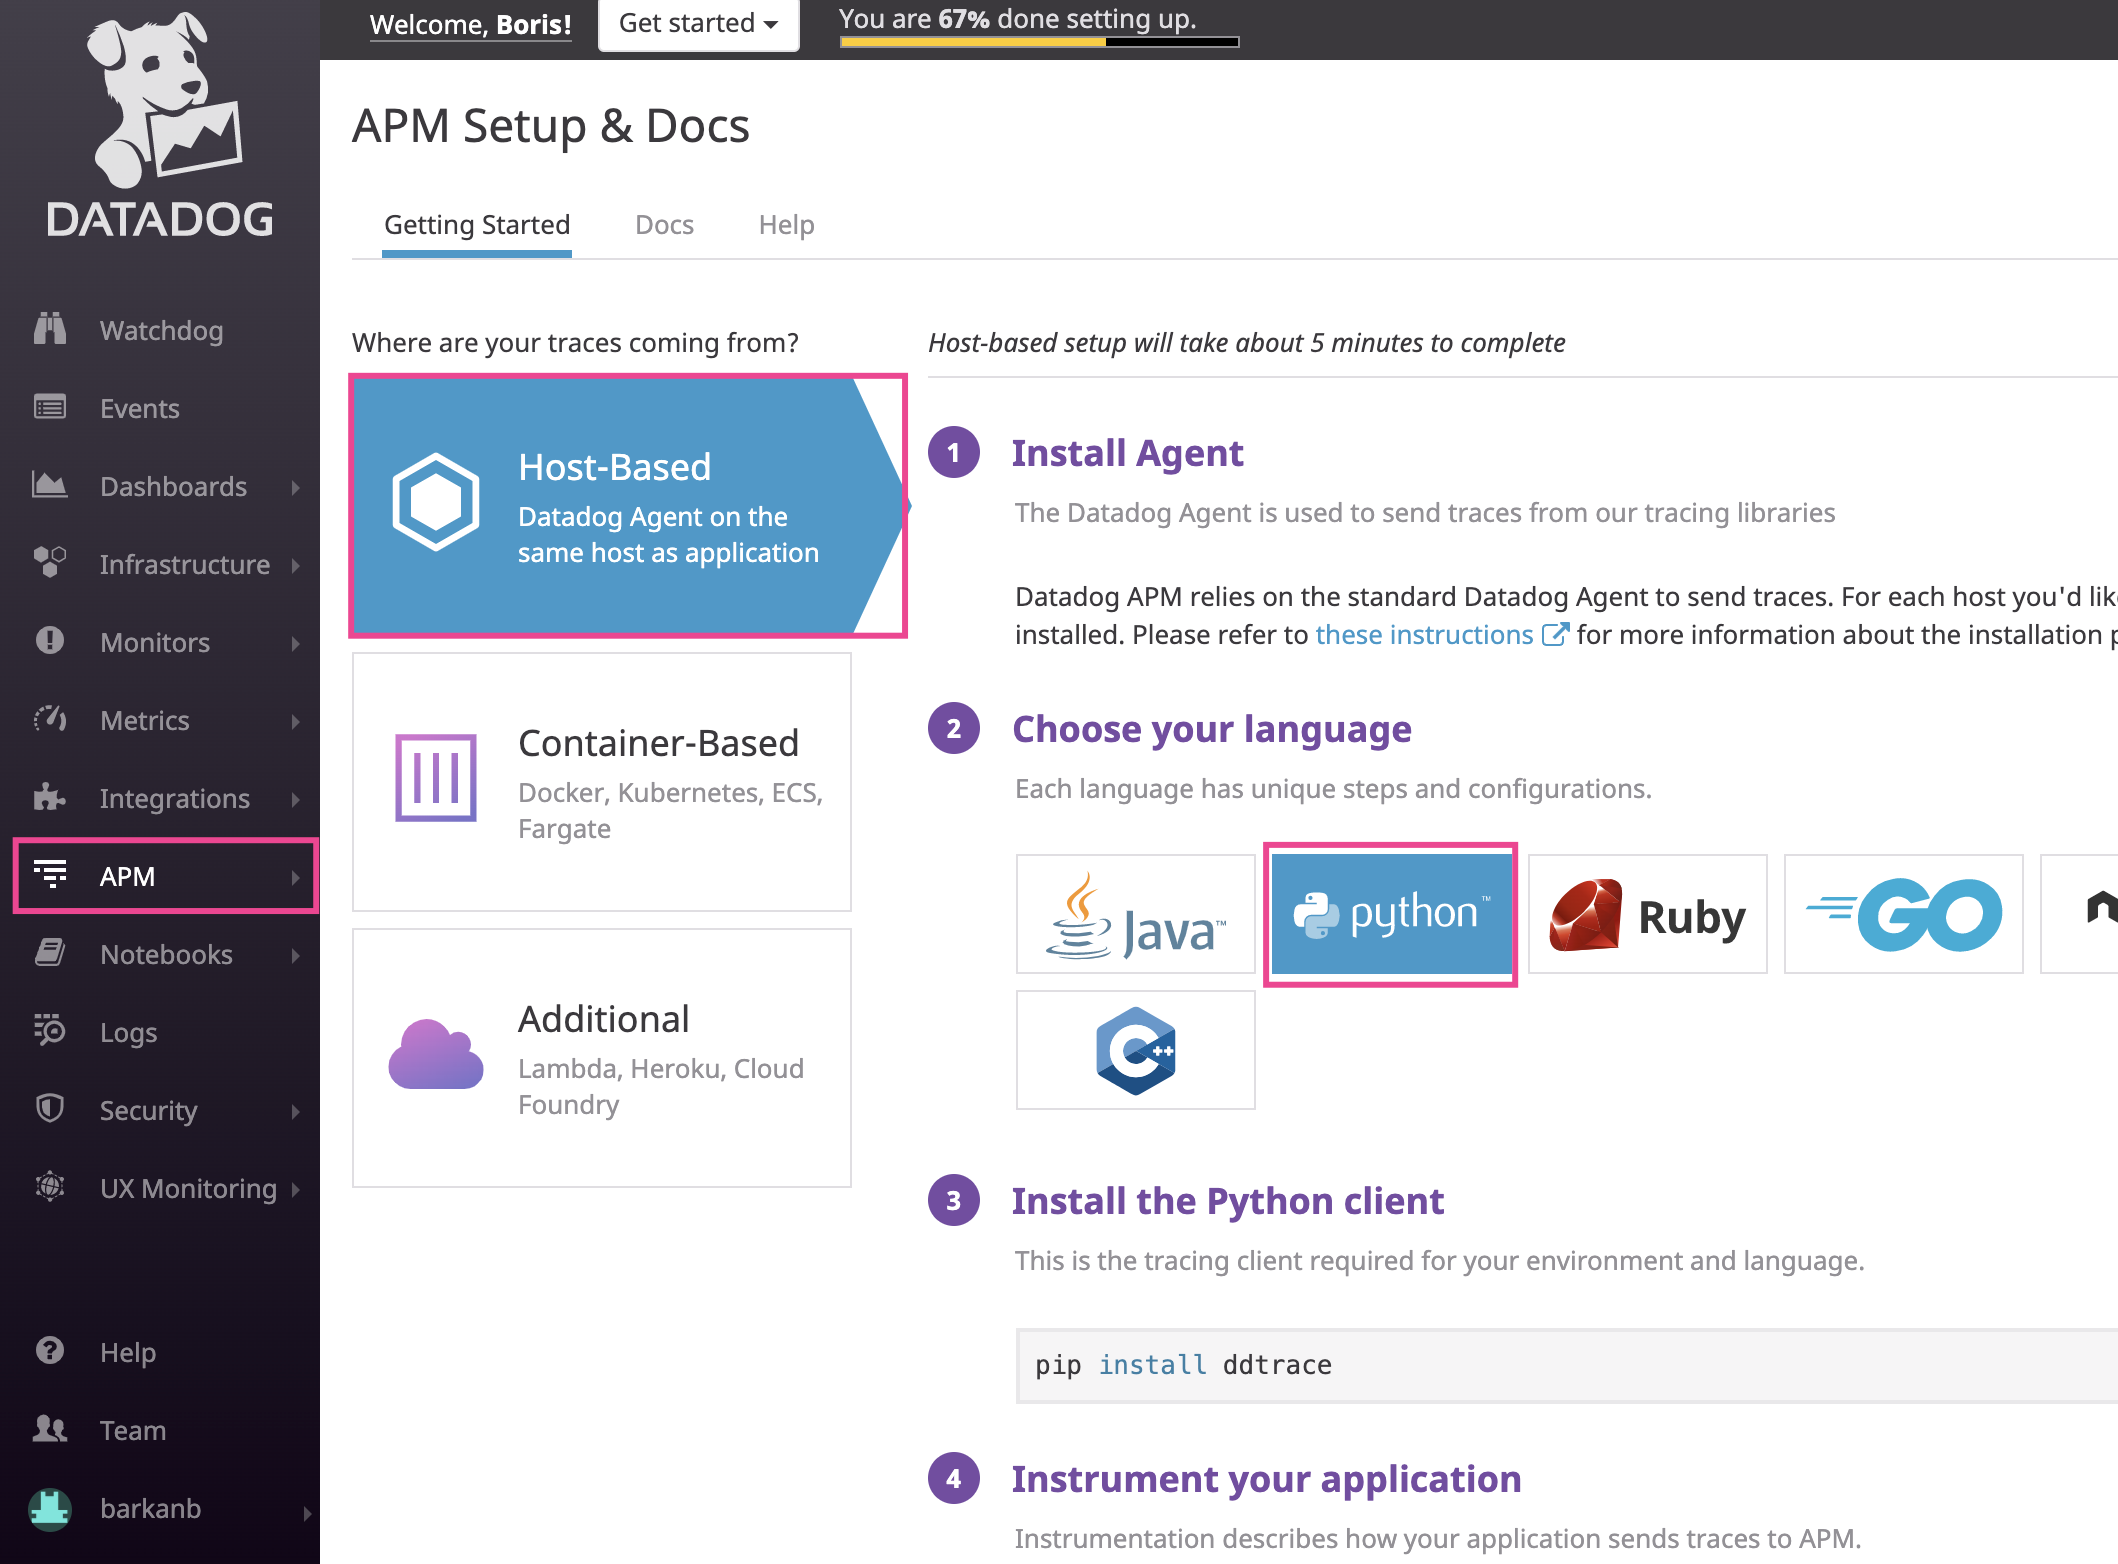 Welcome, Boris!
Get started
You are 67% done setting up.
DATADOG
Watchdog
Events
Dashboards
Infrastructure
Monitors
Metrics
Integrations
APM
Notebooks
Logs
Security
UX Monitoring
Help
Team
barkanb
APM Setup & Docs
Getting Started
Docs
Help
Where are your traces coming from?
Host-Based
Datadog Agent on the
same host as application
Container-Based
Docker, Kubernetes, ECS,
Fargate
Additional
Lambda, Heroku, Cloud
Foundry
Host-based setup will take about 5 minutes to complete
1
Install Agent
The Datadog Agent is used to send traces from our tracing libraries
Datadog APM relies on the standard Datadog Agent to send traces. For each host you'd
installed. Please refer to these instructions for more information about the installation
2
Choose your language
Each language has unique steps and configurations.
Java™
python™
Ruby
GO
C++
3
Install the Python client
This is the tracing client required for your environment and language.
pip install ddtrace
4
Instrument your application
Instrumentation describes how your application sends traces to APM.